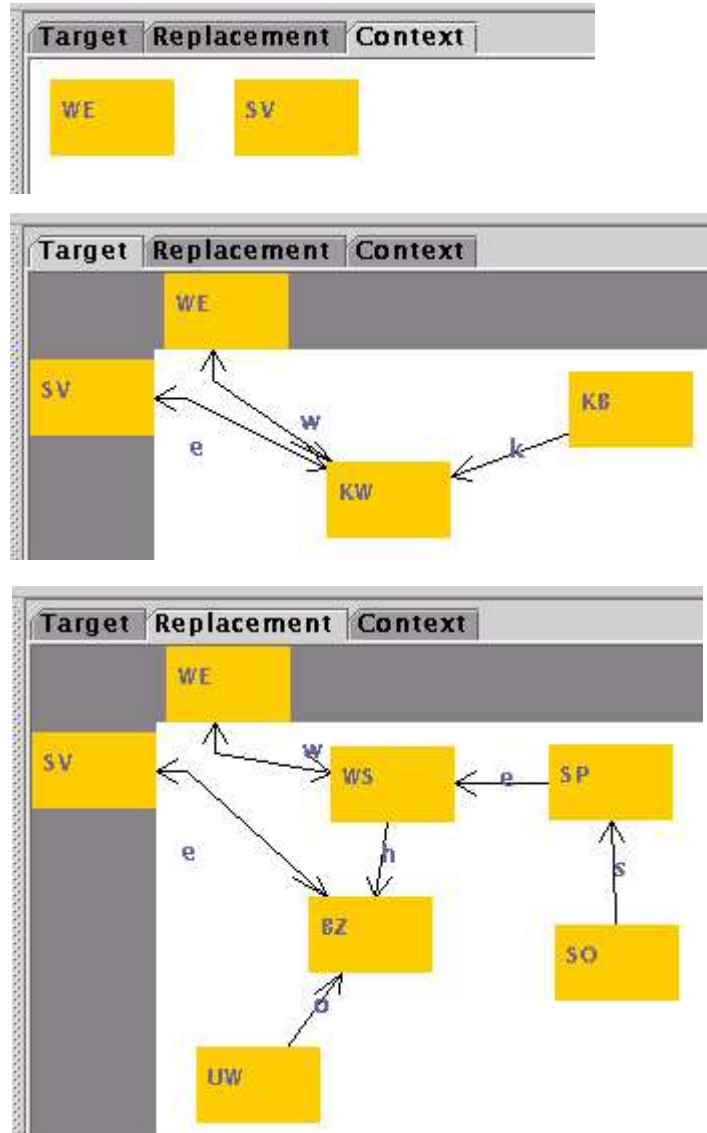 Target Replacement Context
WE SV
Target Replacement Context
WE
SV
KB
w
e
k
KW
Target Replacement Context
WE
w
SV
WS
e
SP
e
h
s
BZ
SO
o
UW